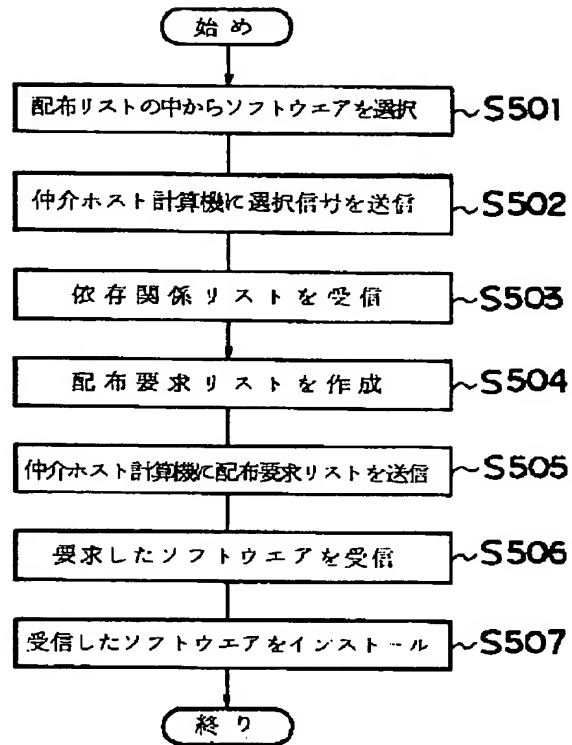 始め
配布リストの中からソフトウエアを選択 ~S501
仲介ホスト計算機に選択信号を送信 ~S502
依存関係リストを受信 ~S503
配布要求リストを作成 ~S504
仲介ホスト計算機に配布要求リストを送信 ~S505
要求したソフトウエアを受信 ~S506
受信したソフトウエアをインストール ~S507
終り